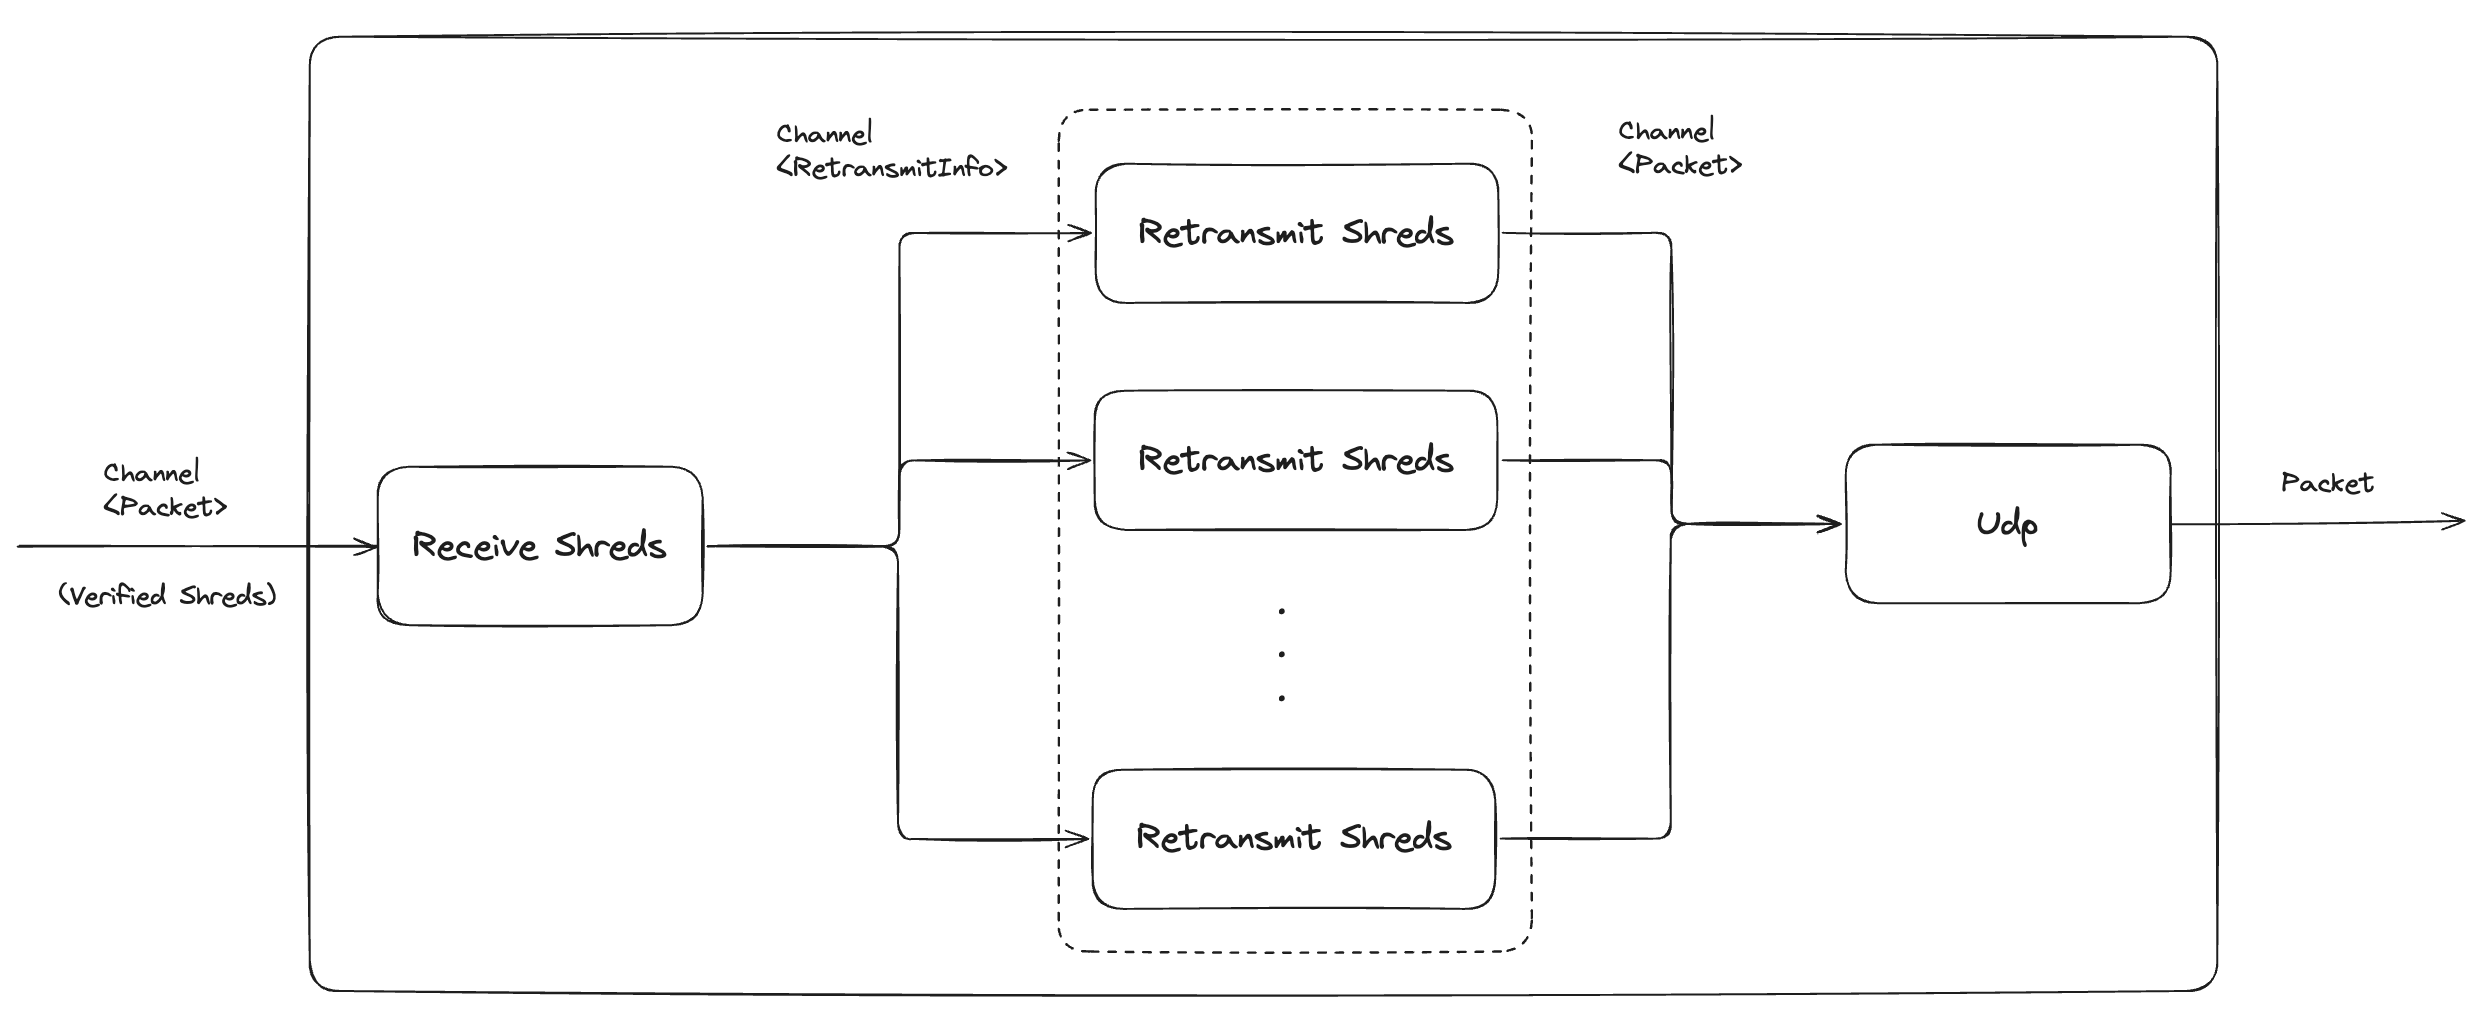 Channel
<Packet>
(Verified Shreds)
Receive Shreds
Channel
<RetransmitInfo>
Retransmit Shreds
Retransmit Shreds
Retransmit Shreds
Channel
<Packet>
Udp
Packet